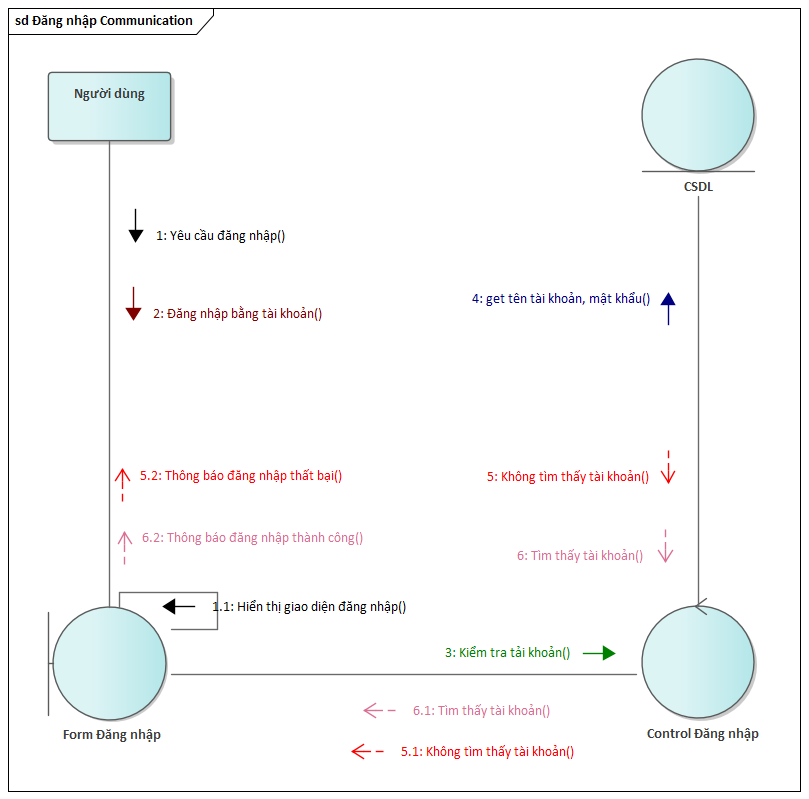 sd Đăng nhập Communication
Người dùng
CSDL
1: Yêu cầu đăng nhập()
4: get tên tài khoản, mật khẩu()
2: Đăng nhập bằng tài khoản()
5.2: Thông báo đăng nhập thất bại()
5: Không tìm thấy tài khoản()
6.2: Thông báo đăng nhập thành công()
6: Tìm thấy tài khoản()
1.1: Hiển thị giao diện đăng nhập()
3: Kiểm tra tải khoản()
6.1: Tìm thấy tài khoản()
Form Đăng nhập
Control Đăng nhập
5.1: Không tìm thấy tài khoản()